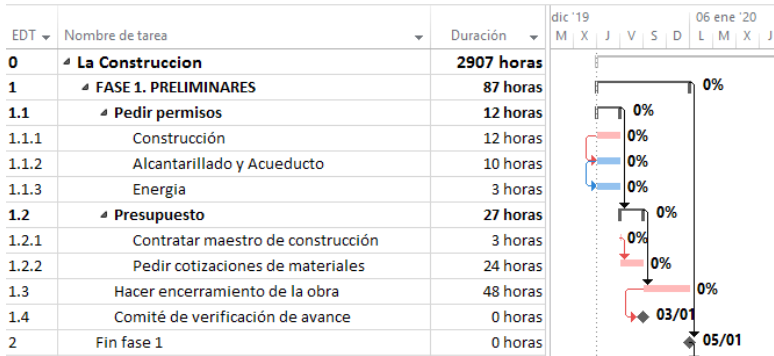 dic '19 06 ene '20
EDT Nombre de tarea Duración M X J V S D L M X J
0 La Construccion 2907 horas
1 FASE 1. PRELIMINARES 87 horas 0%
1.1 Pedir permisos 12 horas 0%
1.1.1 Construcción 12 horas 0%
1.1.2 Alcantarillado y Acueducto 10 horas 0%
1.1.3 Energia 3 horas 0%
1.2 Presupuesto 27 horas 0%
1.2.1 Contratar maestro de construcción 3 horas 0%
1.2.2 Pedir cotizaciones de materiales 24 horas 0%
1.3 Hacer encerramiento de la obra 48 horas 0%
1.4 Comité de verificación de avance 0 horas 03/01
2 Fin fase 1 0 horas 05/01